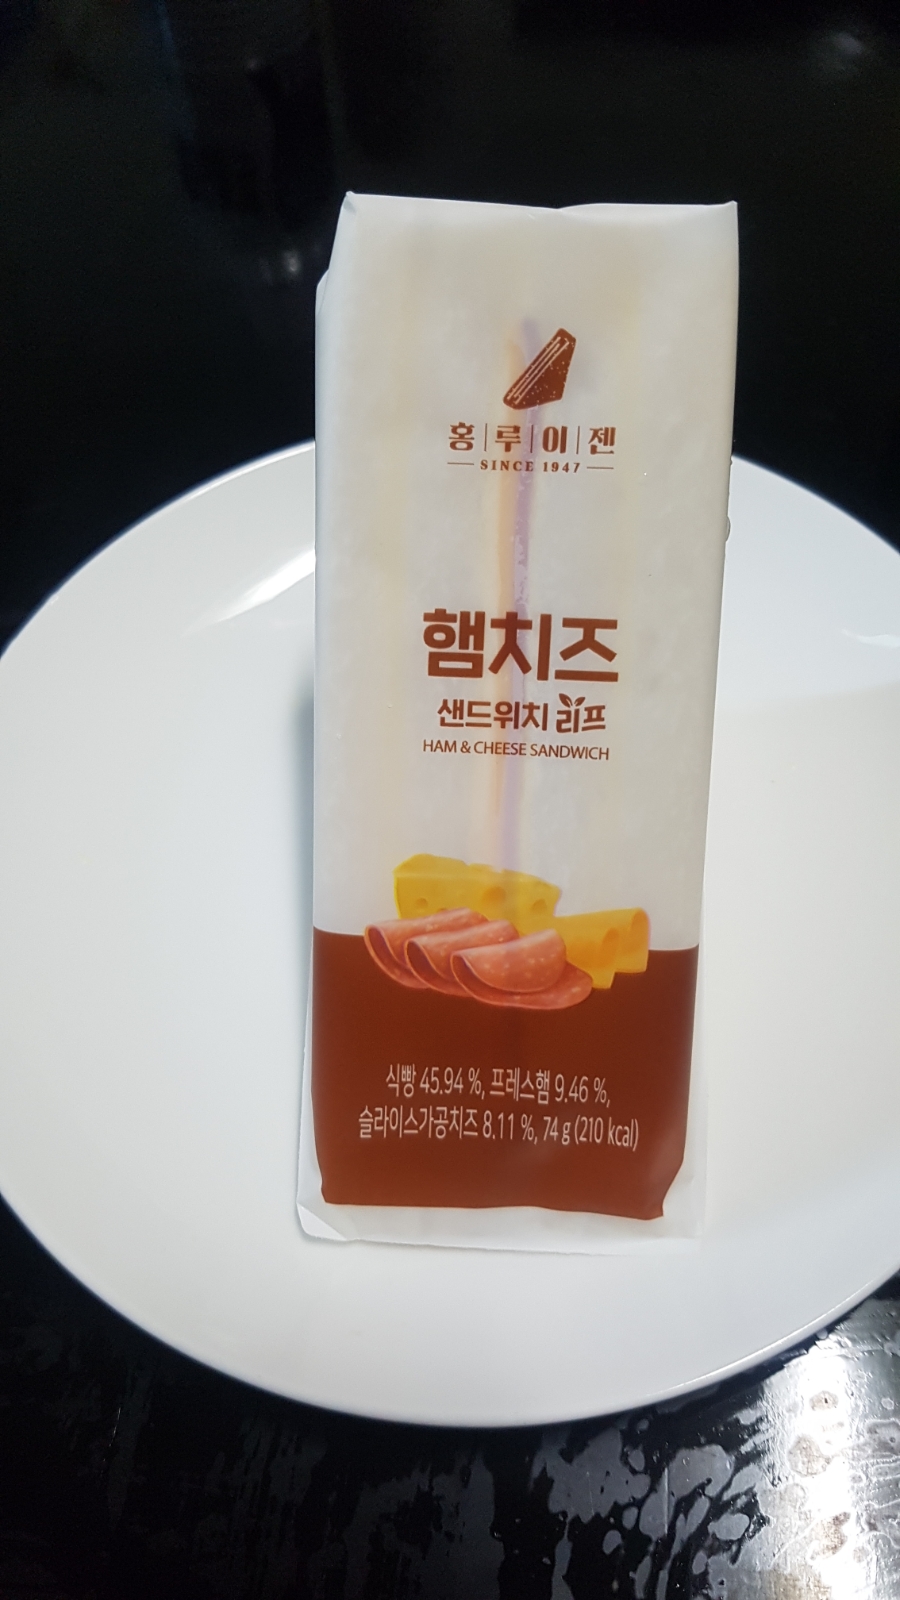 홍|루|이|젠
SINCE 1947
햄치즈
샌드위치 리프
HAM & CHEESE SANDWICH
식빵 45.94 %, 프레스햄 9.46 %,
슬라이스가공치즈 8.11 %, 74 g (210 kcal)